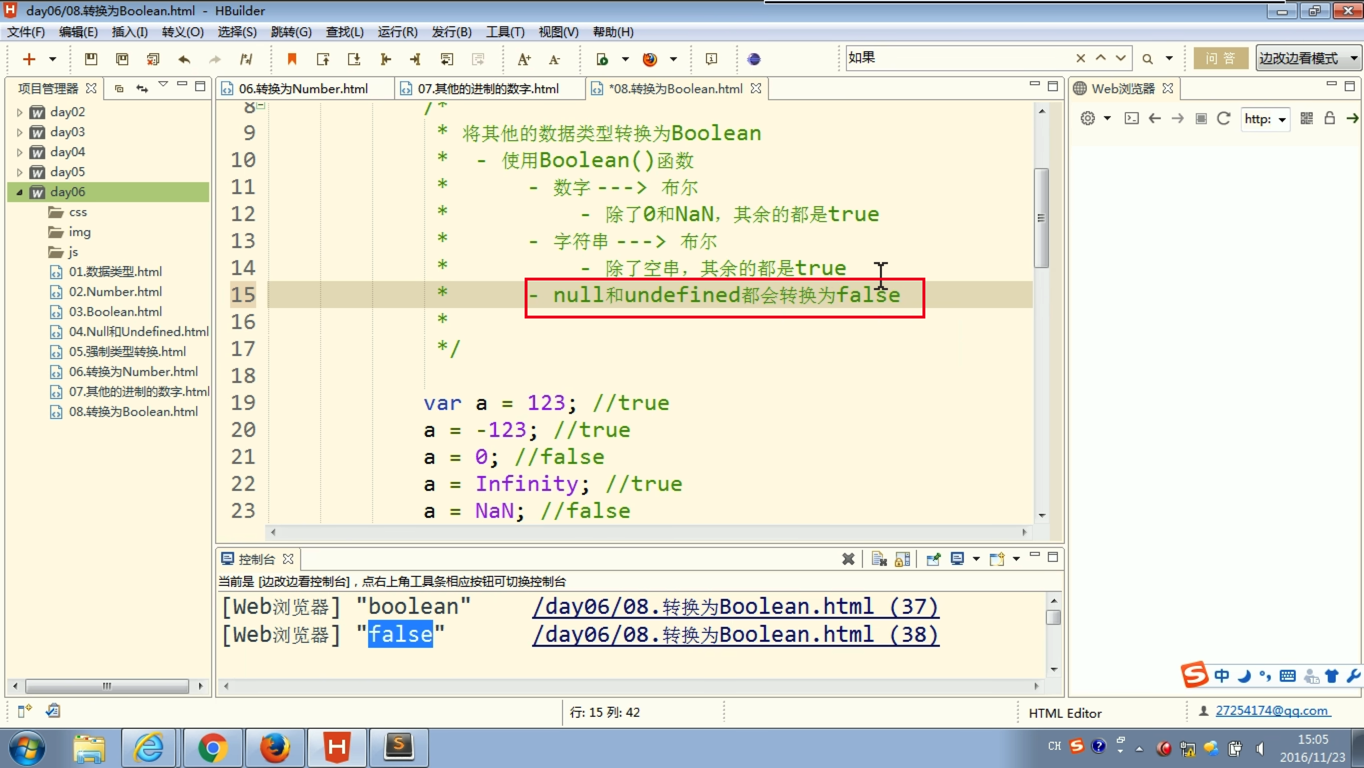 day06/08.转换为Boolean.html - HBuilder
文件(F) 编辑(E) 插入(I) 转义(O) 选择(S) 跳转(G) 查找(L) 运行(R) 发行(B) 工具(T) 视图(V) 帮助(H)
如果 问 答 边改边看模式
项目管理器 06.转换为Number.html 07.其他的进制的数字.html *08.转换为Boolean.html Web浏览器
http:
day02
day03
day04
day05
day06
css
img
js
01.数据类型.html
02.Number.html
03.Boolean.html
04.Null和Undefined.html
05.强制类型转换.html
06.转换为Number.html
07.其他的进制的数字.html
08.转换为Boolean.html
8 /*
9 * 将其他的数据类型转换为Boolean
10 * - 使用Boolean()函数
11 * - 数字 ---> 布尔
12 * - 除了0和NaN，其余的都是true
13 * - 字符串 ---> 布尔
14 * - 除了空串，其余的都是true
15 * - null和undefined都会转换为false
16 *
17 */
18
19 var a = 123; //true
20 a = -123; //true
21 a = 0; //false
22 a = Infinity; //true
23 a = NaN; //false
控制台
当前是 [边改边看控制台]，点右上角工具条相应按钮可切换控制台
[Web浏览器] "boolean" /day06/08.转换为Boolean.html (37)
[Web浏览器] "false" /day06/08.转换为Boolean.html (38)
中
行: 15 列: 42 HTML Editor 27254174@qq.com
CH 15:05
2016/11/23